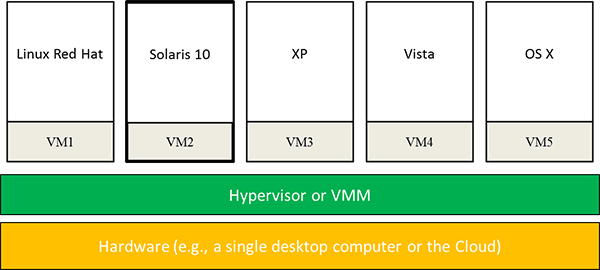 Linux Red Hat
Solaris 10
XP
Vista
OS X
VM1
VM2
VM3
VM4
VM5
Hypervisor or VMM
Hardware (e.g., a single desktop computer or the Cloud)